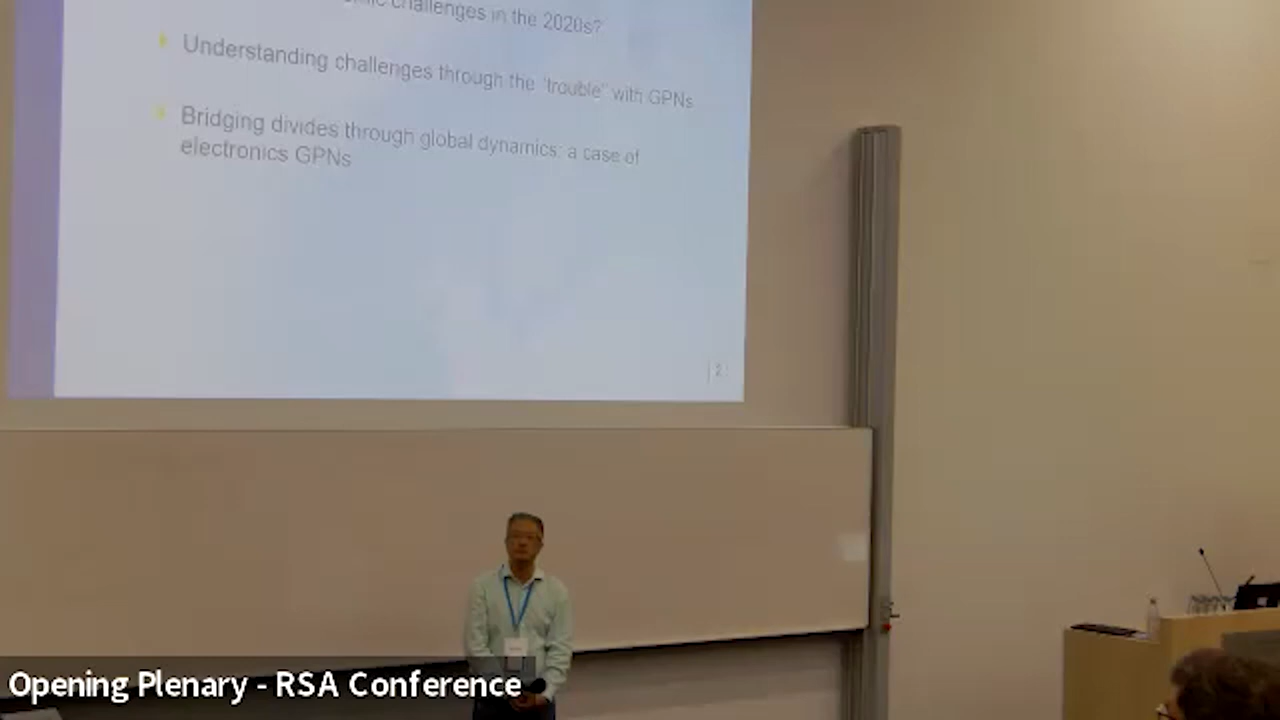 challenges in the 2020s?
Understanding challenges through the "trouble" with GPNs
Bridging divides through global dynamics: a case of
electronics GPNs
2
Opening Plenary - RSA Conference